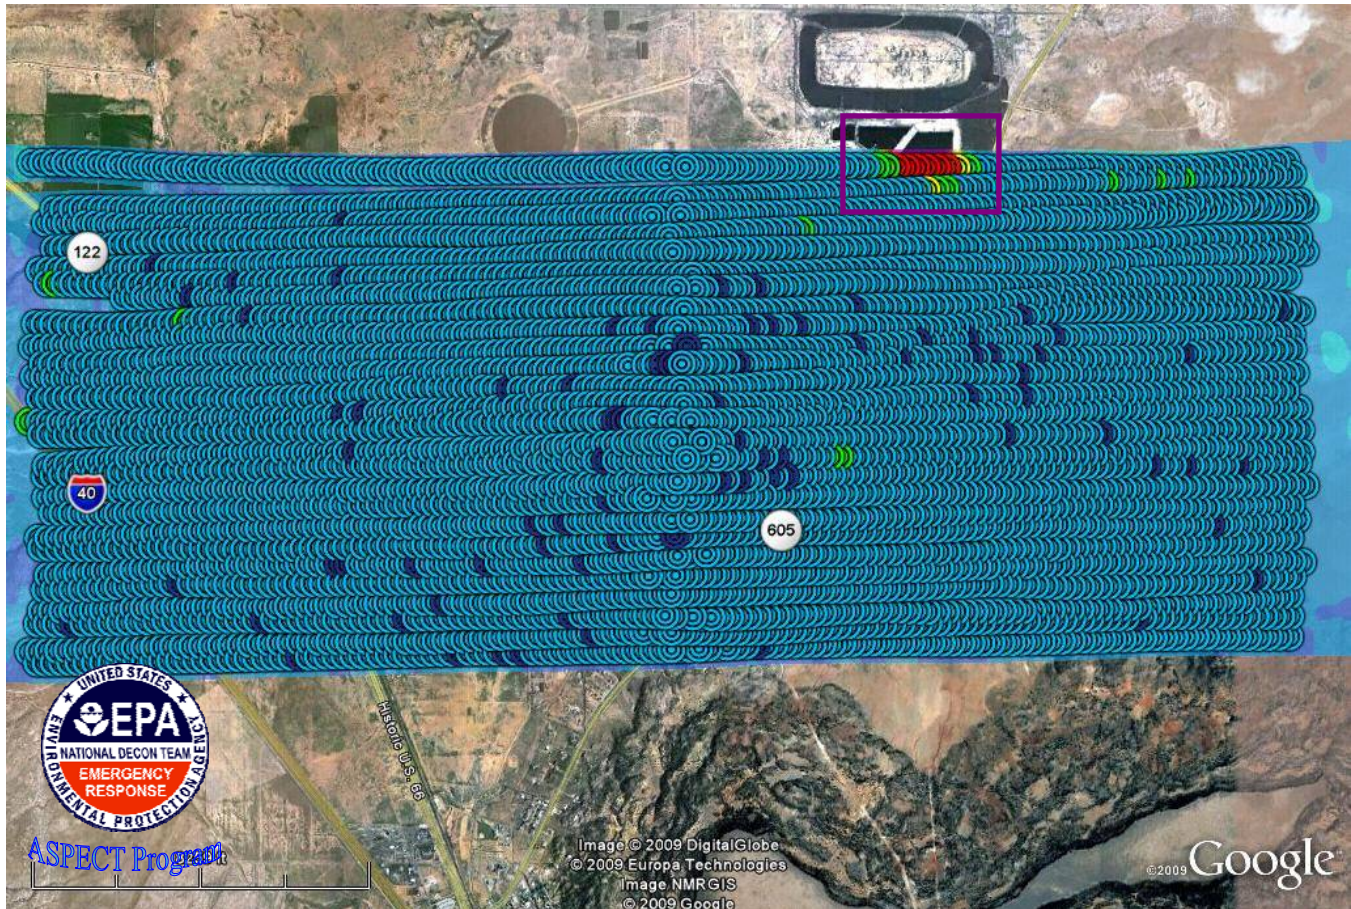 122
40
605
UNITED STATES
ENVIRONMENTAL PROTECTION AGENCY
EPA
NATIONAL DECON TEAM
EMERGENCY
RESPONSE
ASPECT Program
Historic U.S. 66
Image © 2009 DigitalGlobe
© 2009 Europa Technologies
Image NMRGIS
© 2009 Google
©2009 Google